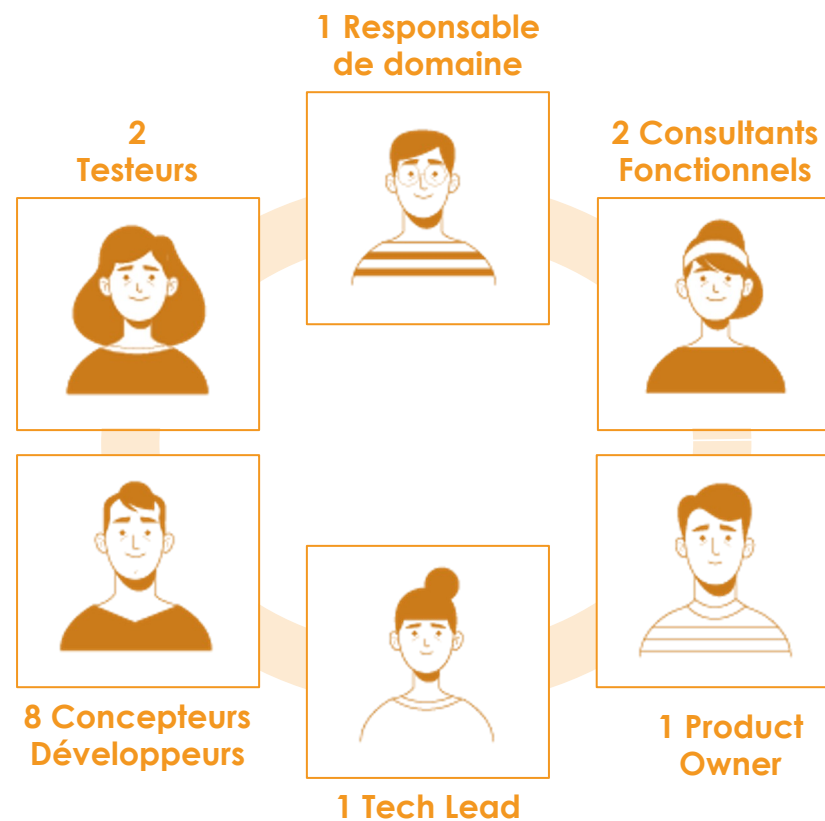 1 Responsable
de domaine
2
Testeurs
2 Consultants
Fonctionnels
8 Concepteurs
Développeurs
1 Product
Owner
1 Tech Lead